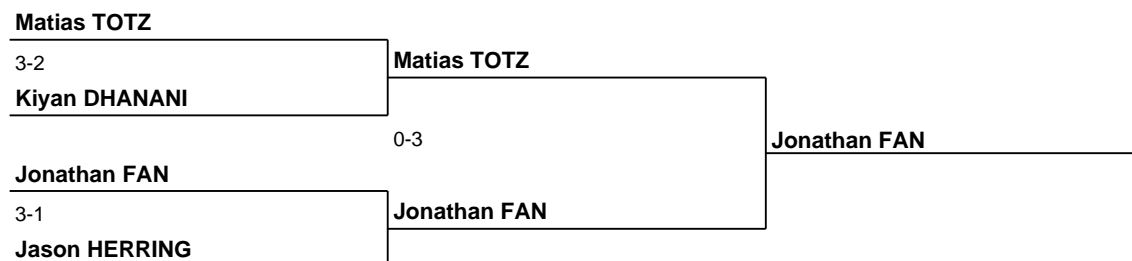 Matias TOTZ
3-2
Matias TOTZ
Kiyan DHANANI
0-3
Jonathan FAN
Jonathan FAN
3-1
Jonathan FAN
Jason HERRING